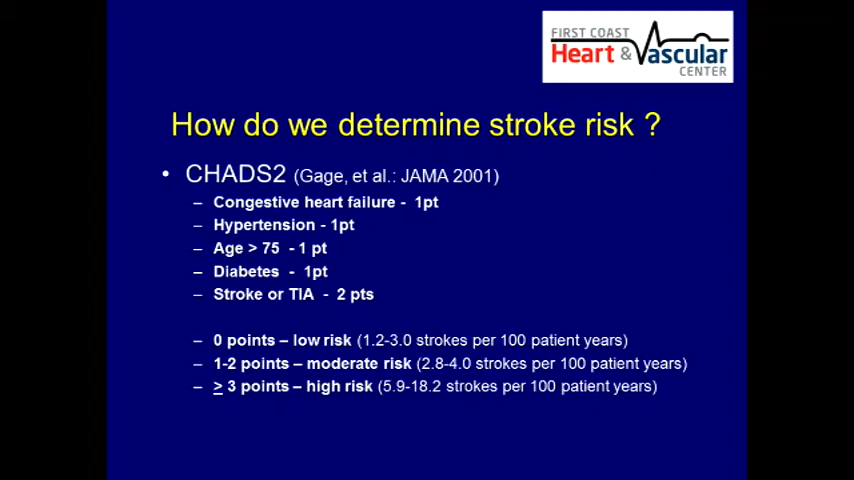 FIRST COAST
Heart & Vascular
CENTER
How do we determine stroke risk ?
• CHADS2 (Gage, et al.: JAMA 2001)
– Congestive heart failure - 1pt
– Hypertension - 1pt
– Age > 75 - 1 pt
– Diabetes - 1pt
– Stroke or TIA - 2 pts
– 0 points – low risk (1.2-3.0 strokes per 100 patient years)
– 1-2 points – moderate risk (2.8-4.0 strokes per 100 patient years)
– ≥ 3 points – high risk (5.9-18.2 strokes per 100 patient years)